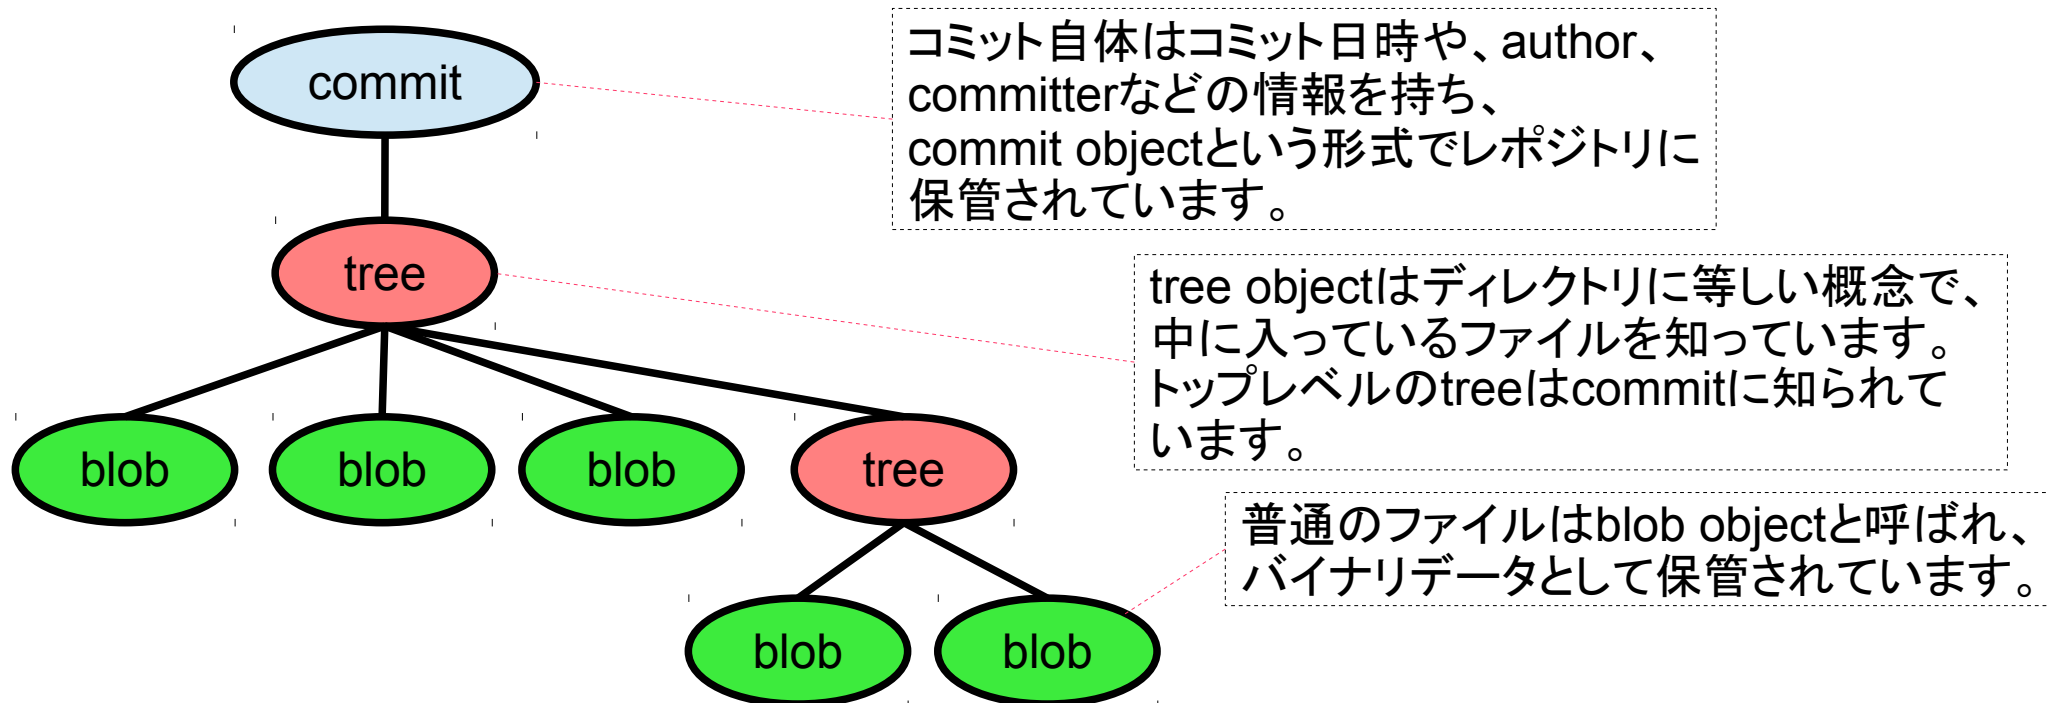 commit
コミット自体はコミット日時や、author、
committerなどの情報を持ち、
commit objectという形式でレポジトリに
保管されています。
tree
tree objectはディレクトリに等しい概念で、
中に入っているファイルを知っています。
トップレベルのtreeはcommitに知られて
います。
blob
blob
blob
tree
普通のファイルはblob objectと呼ばれ、
バイナリデータとして保管されています。
blob
blob